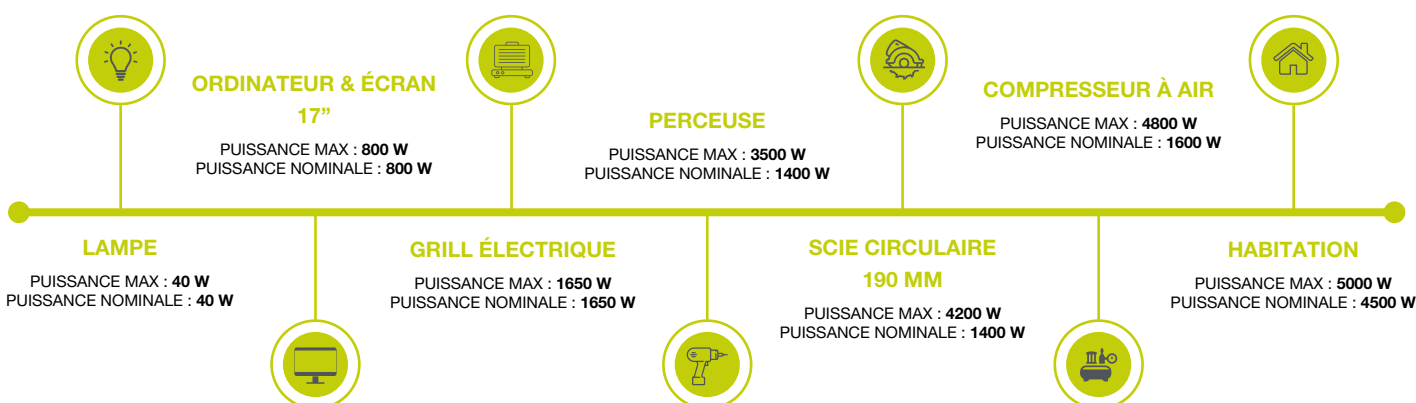 LAMPE
PUISSANCE MAX : 40 W
PUISSANCE NOMINALE : 40 W
ORDINATEUR & ÉCRAN
17”
PUISSANCE MAX : 800 W
PUISSANCE NOMINALE : 800 W
GRILL ÉLECTRIQUE
PUISSANCE MAX : 1650 W
PUISSANCE NOMINALE : 1650 W
PERCEUSE
PUISSANCE MAX : 3500 W
PUISSANCE NOMINALE : 1400 W
SCIE CIRCULAIRE
190 MM
PUISSANCE MAX : 4200 W
PUISSANCE NOMINALE : 1400 W
COMPRESSEUR À AIR
PUISSANCE MAX : 4800 W
PUISSANCE NOMINALE : 1600 W
HABITATION
PUISSANCE MAX : 5000 W
PUISSANCE NOMINALE : 4500 W